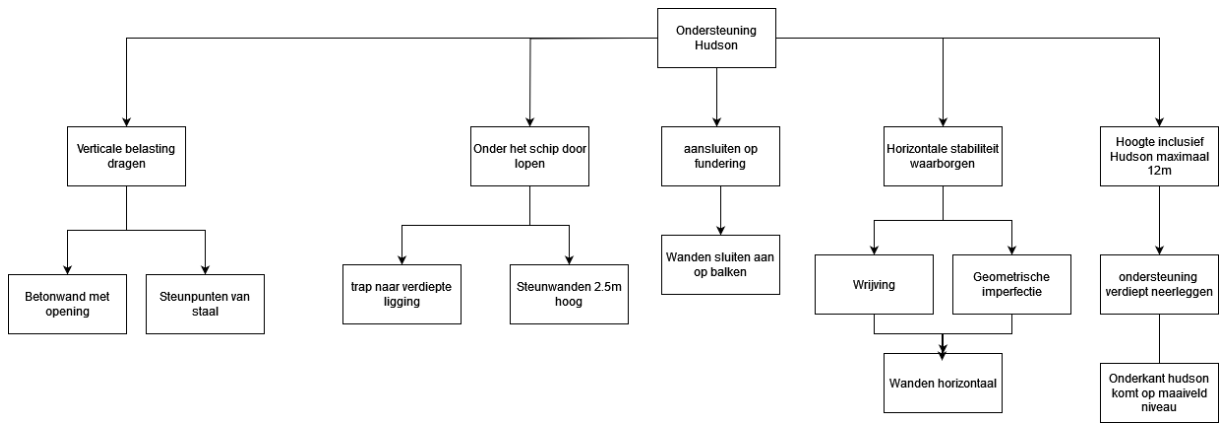 Ondersteuning
Hudson
Verticale belasting
dragen
Onder het schip door
lopen
aansluiten op
fundering
Horizontale stabiliteit
waarborgen
Hoogte inclusief
Hudson maximaal
12m
Betonwand met
opening
Steunpunten van
staal
trap naar verdiepte
ligging
Steunwanden 2.5m
hoog
Wanden sluiten aan
op balken
Wrijving
Geometrische
imperfectie
ondersteuning
verdiept neerleggen
Wanden horizontaal
Onderkant hudson
komt op maaiveld
niveau